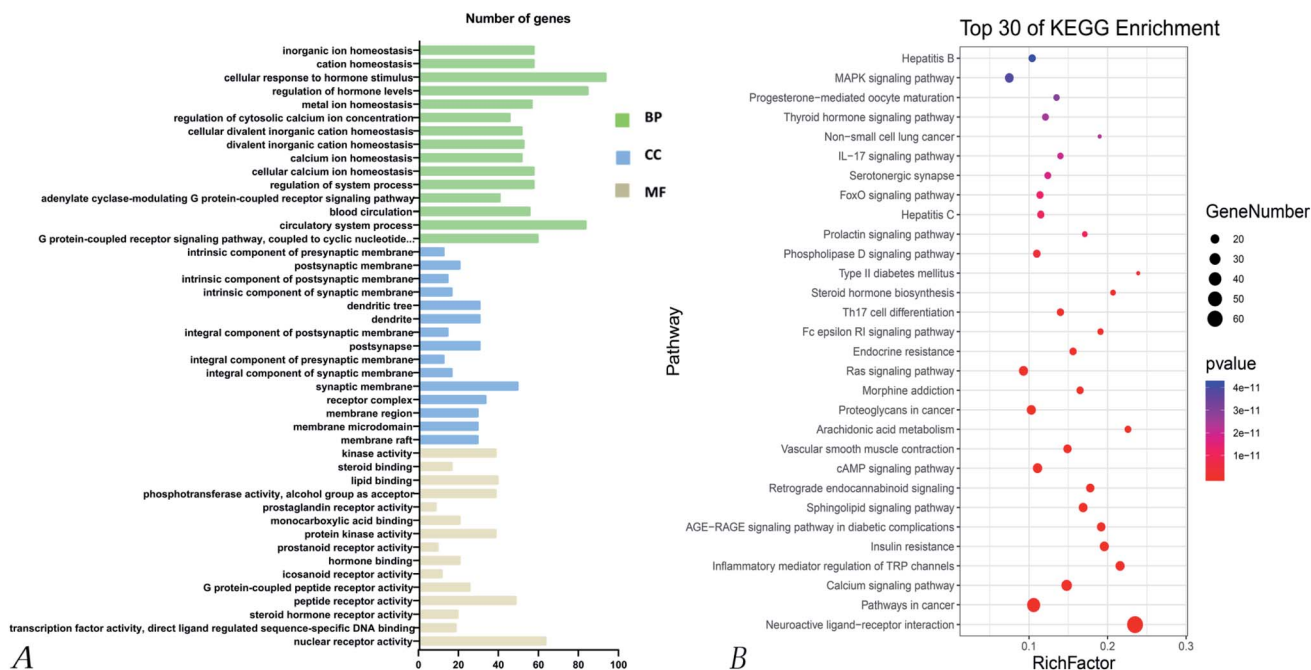 Number of genes
inorganic ion homeostasis
cation homeostasis
cellular response to hormone stimulus
regulation of hormone levels
metal ion homeostasis
regulation of cytosolic calcium ion concentration
cellular divalent inorganic cation homeostasis
divalent inorganic cation homeostasis
calcium ion homeostasis
cellular calcium ion homeostasis
regulation of system process
adenylate cyclase-modulating G protein-coupled receptor signaling pathway
blood circulation
circulatory system process
G protein-coupled receptor signaling pathway, coupled to cyclic nucleotide...
intrinsic component of presynaptic membrane
postsynaptic membrane
intrinsic component of postsynaptic membrane
intrinsic component of synaptic membrane
dendritic tree
dendrite
integral component of postsynaptic membrane
postsynapse
integral component of presynaptic membrane
integral component of synaptic membrane
synaptic membrane
receptor complex
membrane region
membrane microdomain
membrane raft
kinase activity
steroid binding
lipid binding
phosphotransferase activity, alcohol group as acceptor
prostaglandin receptor activity
monocarboxylic acid binding
protein kinase activity
prostanoid receptor activity
hormone binding
icosanoid receptor activity
G protein-coupled peptide receptor activity
peptide receptor activity
steroid hormone receptor activity
transcription factor activity, direct ligand regulated sequence-specific DNA binding
nuclear receptor activity
0 20 40 60 80 100
BP
CC
MF
A
Top 30 of KEGG Enrichment
Pathway
Hepatitis B
MAPK signaling pathway
Progesterone−mediated oocyte maturation
Thyroid hormone signaling pathway
Non−small cell lung cancer
IL−17 signaling pathway
Serotonergic synapse
FoxO signaling pathway
Hepatitis C
Prolactin signaling pathway
Phospholipase D signaling pathway
Type II diabetes mellitus
Steroid hormone biosynthesis
Th17 cell differentiation
Fc epsilon RI signaling pathway
Endocrine resistance
Ras signaling pathway
Morphine addiction
Proteoglycans in cancer
Arachidonic acid metabolism
Vascular smooth muscle contraction
cAMP signaling pathway
Retrograde endocannabinoid signaling
Sphingolipid signaling pathway
AGE−RAGE signaling pathway in diabetic complications
Insulin resistance
Inflammatory mediator regulation of TRP channels
Calcium signaling pathway
Pathways in cancer
Neuroactive ligand−receptor interaction
0.1 0.2 0.3
RichFactor
GeneNumber
20
30
40
50
60
pvalue
4e−11
3e−11
2e−11
1e−11
B